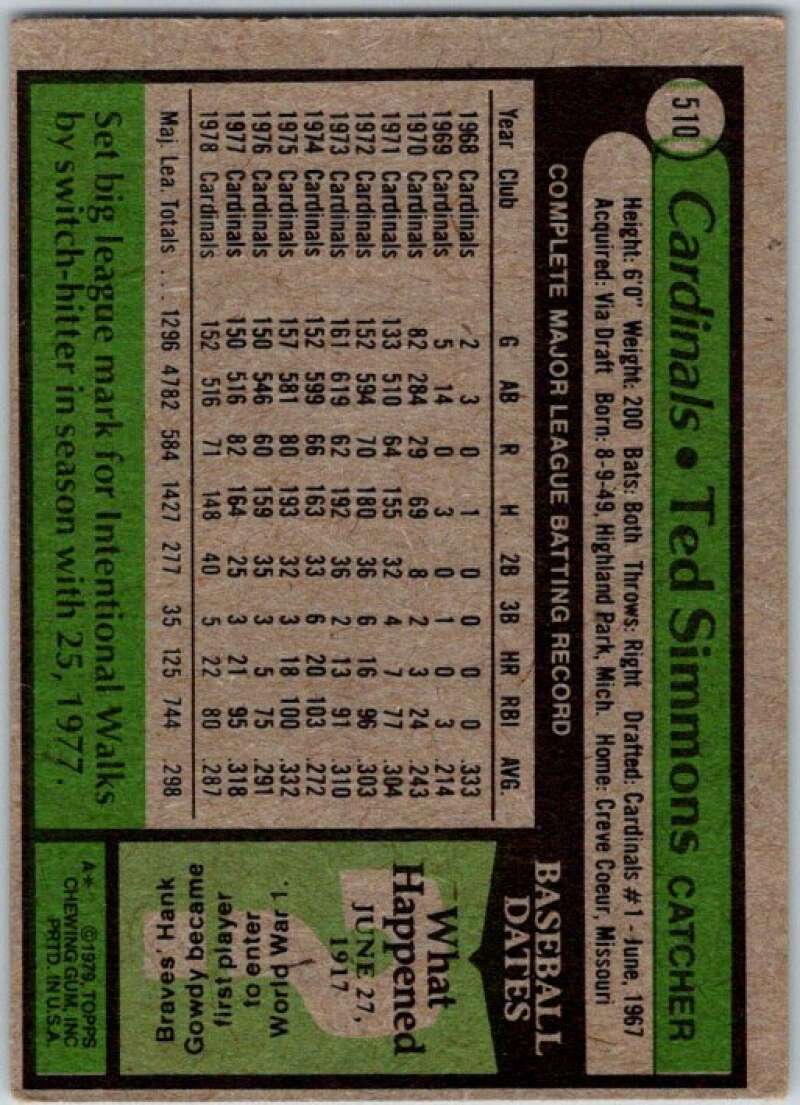 510
Cardinals • Ted Simmons CATCHER
Height: 6'0" Weight: 200 Bats: Both Throws: Right Drafted: Cardinals #1 - June, 1967
Acquired: Via Draft Born: 8-9-49, Highland Park, Mich. Home: Creve Coeur, Missouri
COMPLETE MAJOR LEAGUE BATTING RECORD
Year Club G AB R H 2B 3B HR RBI AVG.
1968 Cardinals 2 3 0 1 0 0 0 0 .333
1969 Cardinals 5 14 0 3 0 1 0 3 .214
1970 Cardinals 82 284 29 69 8 2 3 24 .243
1971 Cardinals 133 510 64 155 32 4 7 77 .304
1972 Cardinals 152 594 70 180 36 6 16 96 .303
1973 Cardinals 161 619 62 192 36 2 13 91 .310
1974 Cardinals 152 599 66 163 33 6 20 103 .272
1975 Cardinals 157 581 80 193 32 3 18 100 .332
1976 Cardinals 150 546 60 159 35 3 5 75 .291
1977 Cardinals 150 516 82 164 25 3 21 95 .318
1978 Cardinals 152 516 71 148 40 5 22 80 .287
Maj. Lea. Totals . . . 1296 4782 584 1427 277 35 125 744 .298
Set big league mark for Intentional Walks
by switch-hitter in season with 25, 1977.
BASEBALL
DATES
What
Happened
JUNE 27,
1917
?
Braves, Hank
Gowdy became
first player
to enter
World War 1.
A* ©1979, TOPPS
CHEWING GUM, INC
PRTD. IN U.S.A.